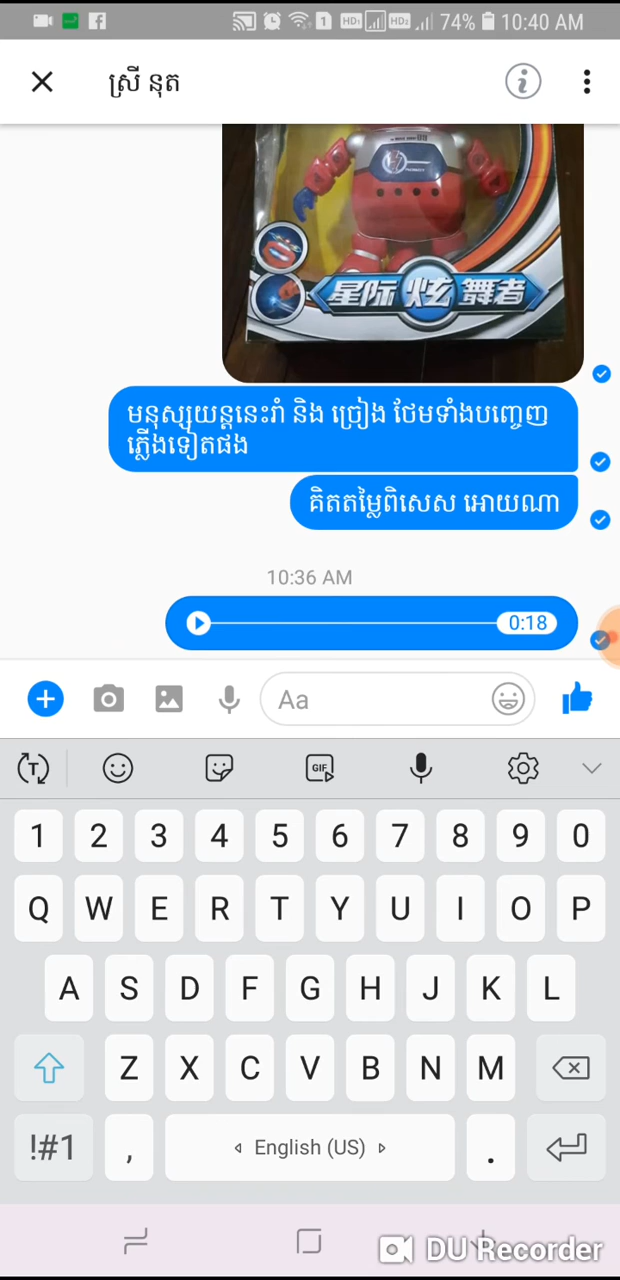 HD1 HD2 74% 10:40 AM
ស្រី នុត
星际炫舞者
មនុស្សយន្តនេះរាំ និង ច្រៀង ថែមទាំងបញ្ចេញ
ភ្លើងទៀតផង
គិតតម្លៃពិសេស អោយណា
10:36 AM
0:18
Aa
GIF
1 2 3 4 5 6 7 8 9 0
Q W E R T Y U I O P
A S D F G H J K L
Z X C V B N M
!#1 , English (US) .
DU Recorder